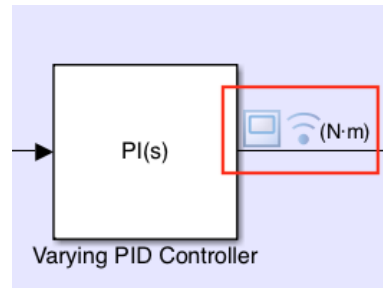 PI(s)
(N·m)
Varying PID Controller